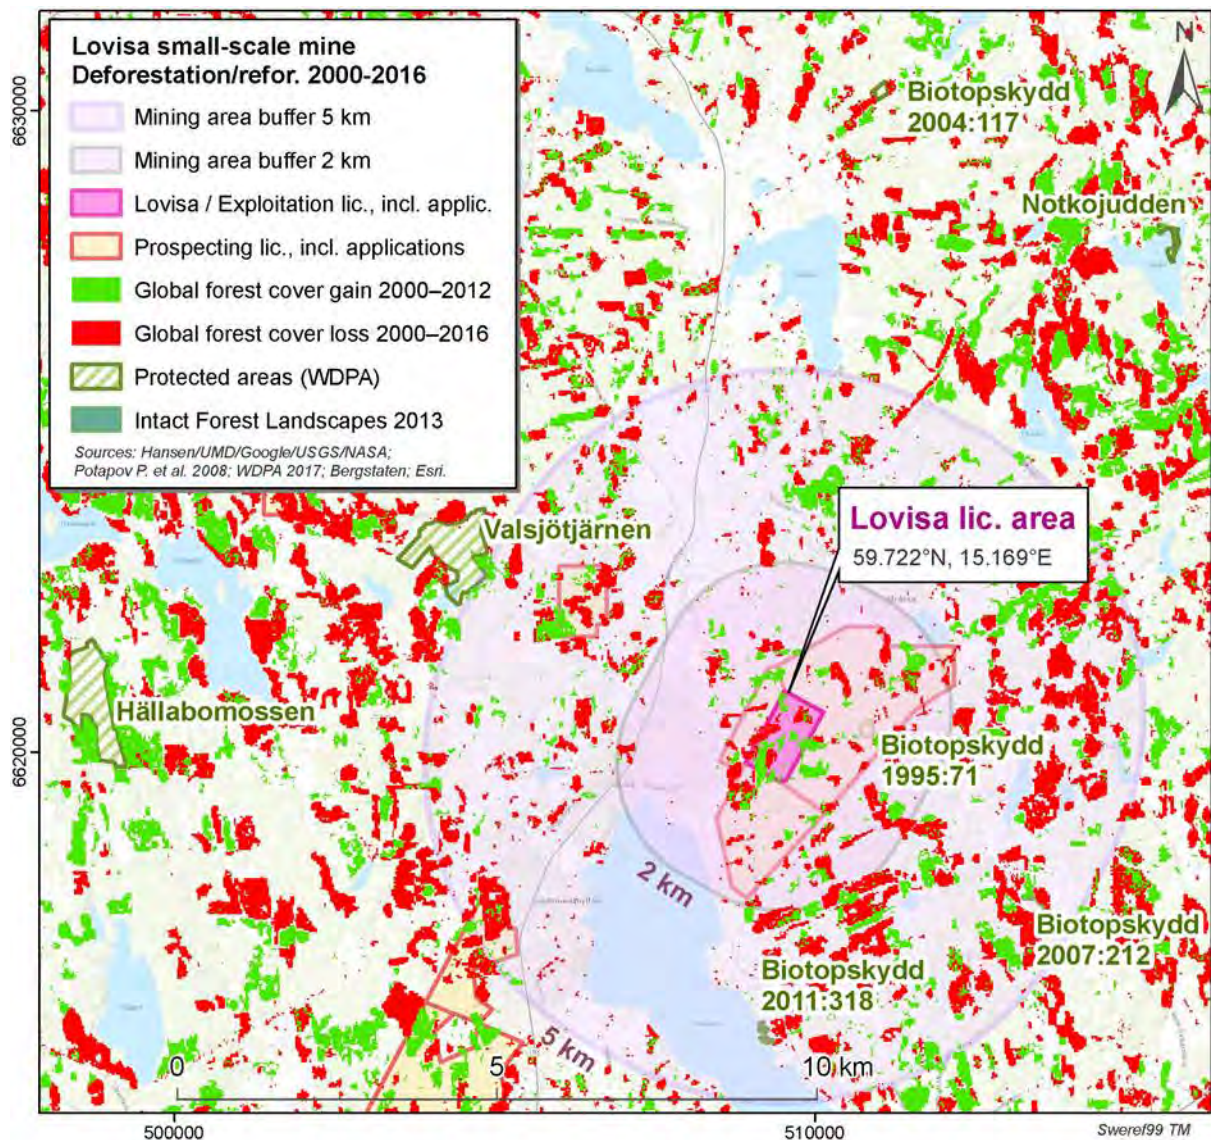 Lovisa small-scale mine
Deforestation/refor. 2000-2016
Mining area buffer 5 km
Mining area buffer 2 km
Lovisa / Exploitation lic., incl. applic.
Prospecting lic., incl. applications
Global forest cover gain 2000–2012
Global forest cover loss 2000–2016
Protected areas (WDPA)
Intact Forest Landscapes 2013
Sources: Hansen/UMD/Google/USGS/NASA;
Potapov P. et al. 2008; WDPA 2017; Bergstaten; Esri.
N
6630000
Biotopskydd
2004:117
Notkojudden
Valsjötjärnen
Lovisa lic. area
59.722°N, 15.169°E
Hällabomossen
6620000
Biotopskydd
1995:71
2 km
Biotopskydd
2007:212
Biotopskydd
2011:318
5 km
0
5
10 km
500000
510000
Sweref99 TM